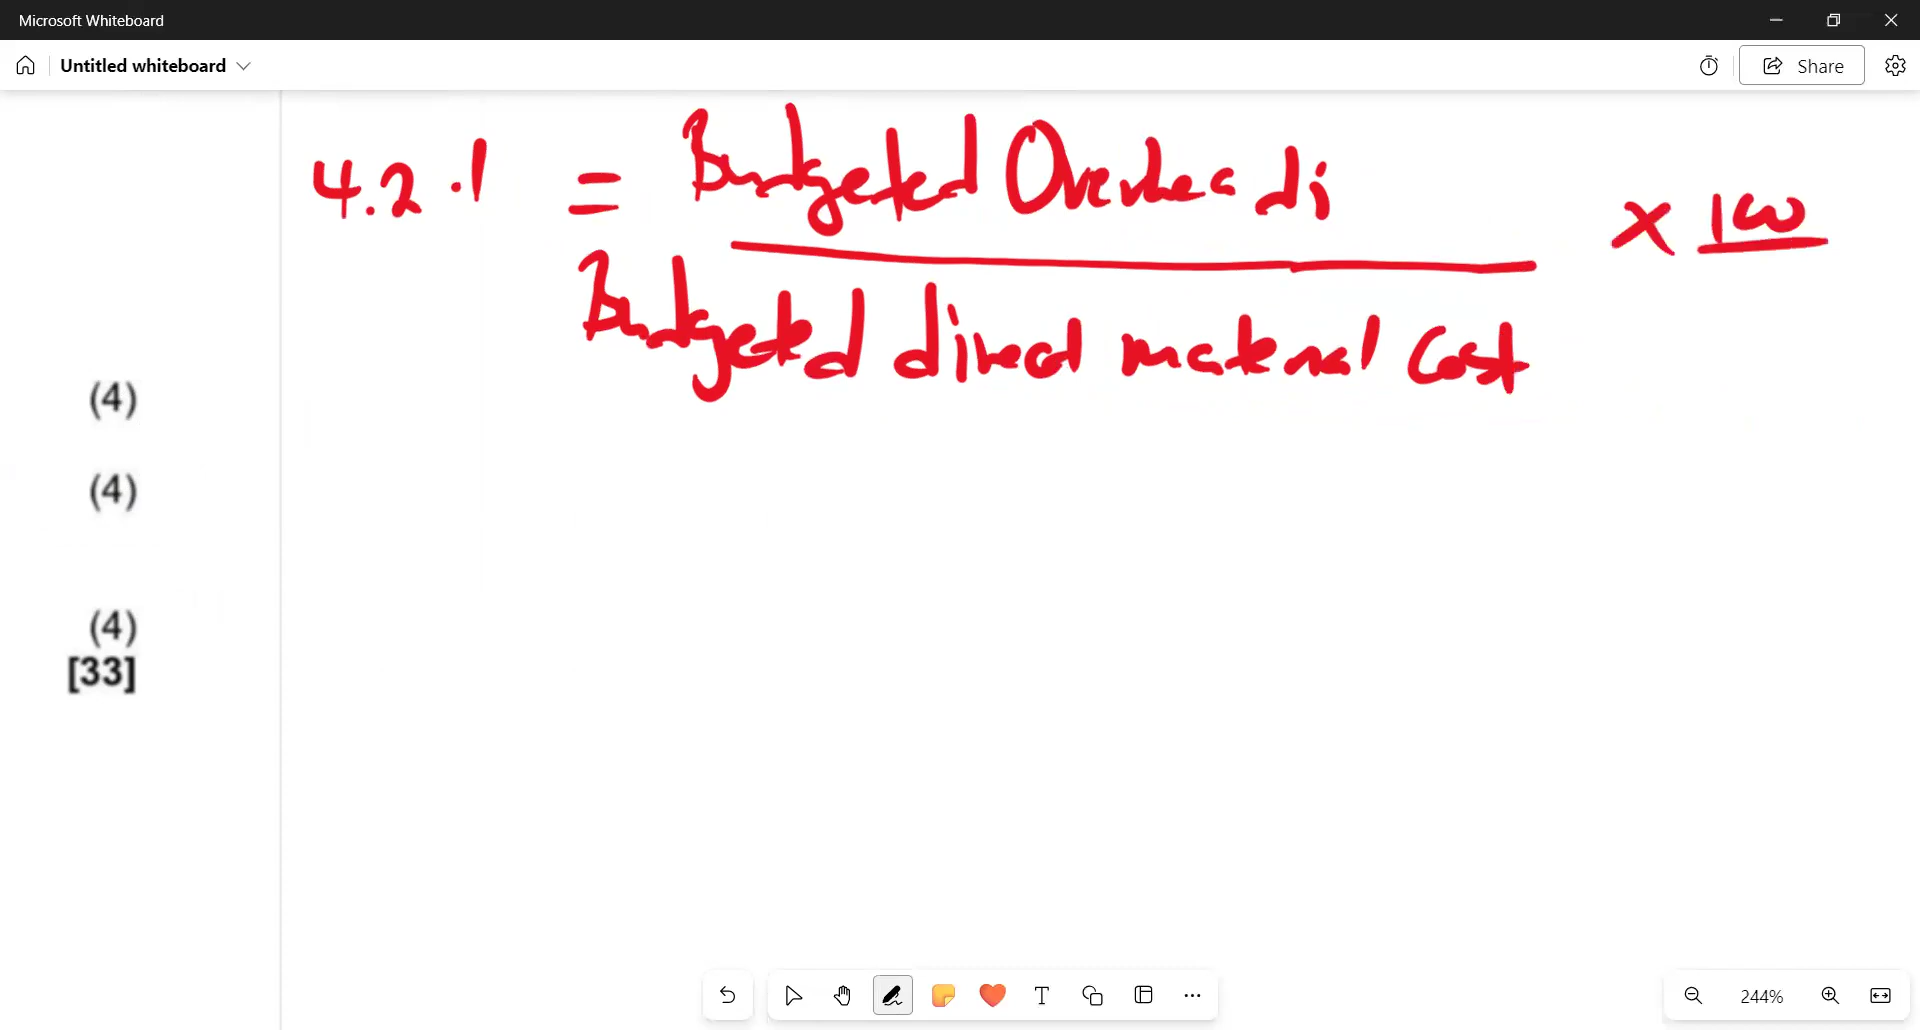 Microsoft Whiteboard
Untitled whiteboard
Share
4.2.1 = Budgeted Overheads × 100
Budgeted direct material Cost
(4)
(4)
(4)
[33]
244%